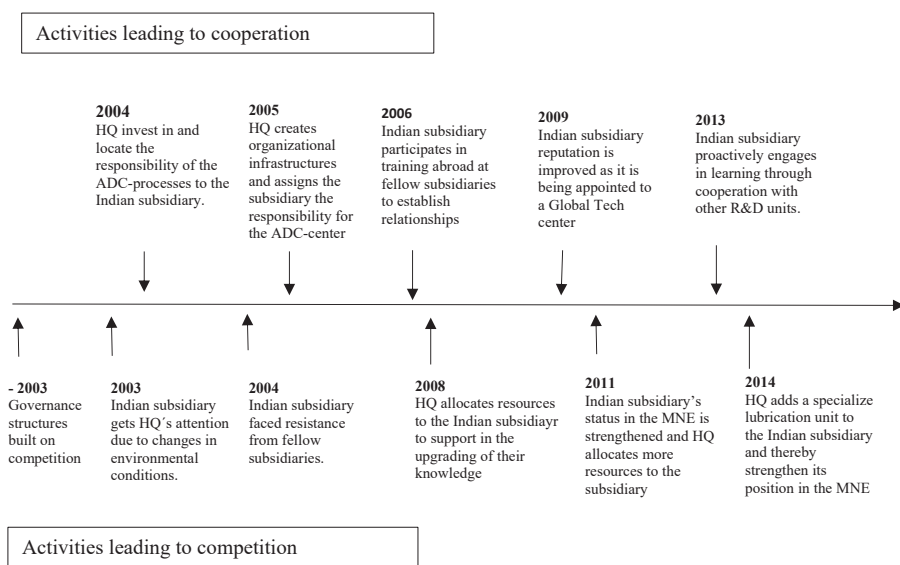 Activities leading to cooperation
2004
HQ invest in and
locate the
responsibility of the
ADC-processes to the
Indian subsidiary.
2005
HQ creates
organizational
infrastructures
and assigns the
subsidiary the
responsibility for
the ADC-center
2006
Indian subsidiary
participates in
training abroad at
fellow subsidiaries
to establish
relationships
2009
Indian subsidiary
reputation is
improved as it is
being appointed to
a Global Tech
center
2013
Indian subsidiary
proactively engages
in learning through
cooperation with
other R&D units.
- 2003
Governance
structures
built on
competition
2003
Indian subsidiary
gets HQ´s attention
due to changes in
environmental
conditions.
2004
Indian subsidiary
faced resistance
from fellow
subsidiaries.
2008
HQ allocates resources
to the Indian subsidiayr
to support in the
upgrading of their
knowledge
2011
Indian subsidiary’s
status in the MNE is
strengthened and HQ
allocates more
resources to the
subsidiary
2014
HQ adds a specialize
lubrication unit to
the Indian subsidiary
and thereby
strengthen its
position in the MNE
Activities leading to competition